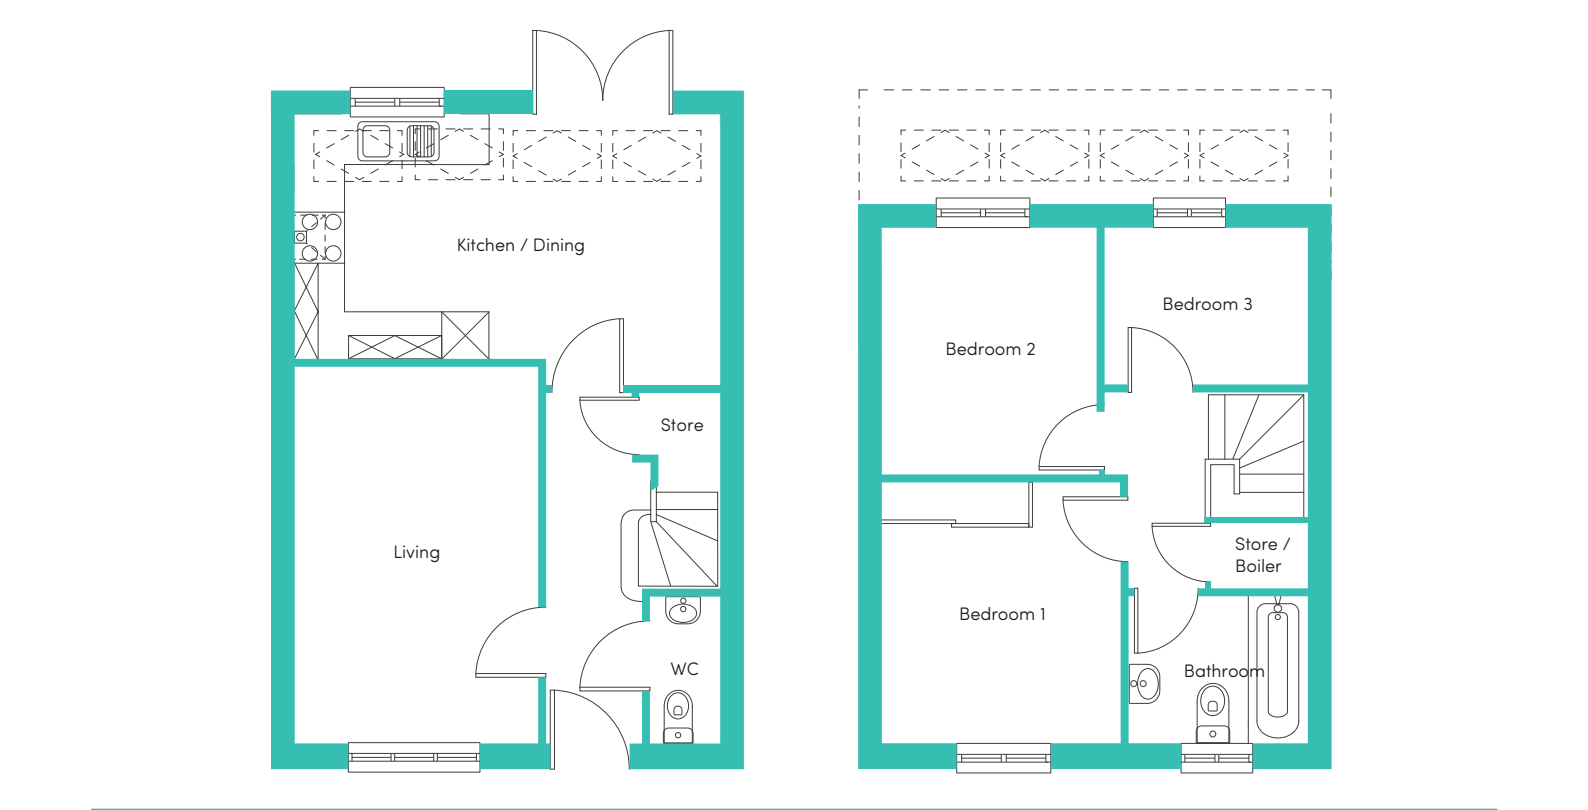 Kitchen / Dining
Store
Living
WC
Bedroom 3
Bedroom 2
Store /
Boiler
Bedroom 1
Bathroom